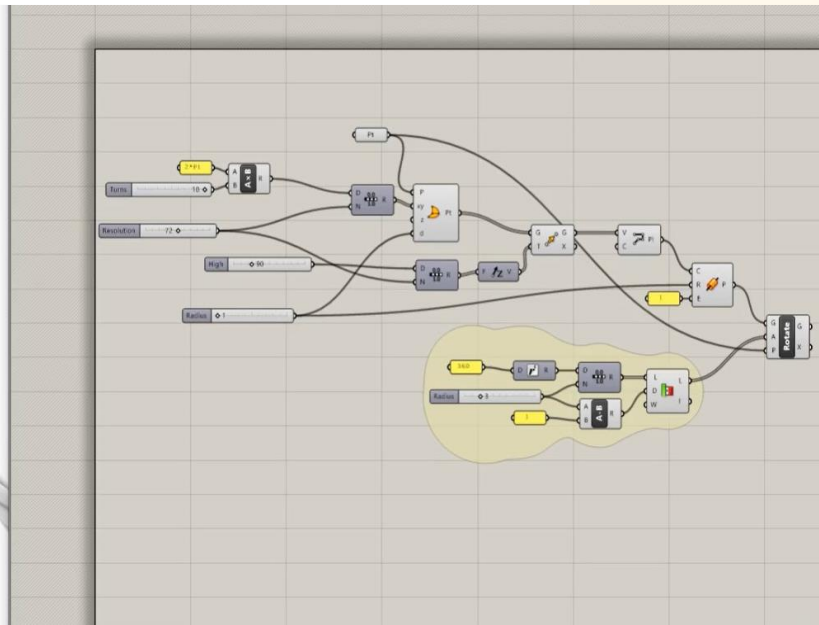 Pt
2*Pi
A
B
A×B
R
Turns
10
D
N
R
P
xy
z
d
Pt
Resolution
72
G
T
G
X
V
C
Pl
High
90
D
N
R
F
V
C
R
E
P
Radius
1
1
G
A
P
Rotate
G
X
360
D
R
D
N
R
L
D
W
L
Radius
8
1
A
B
A-B
R